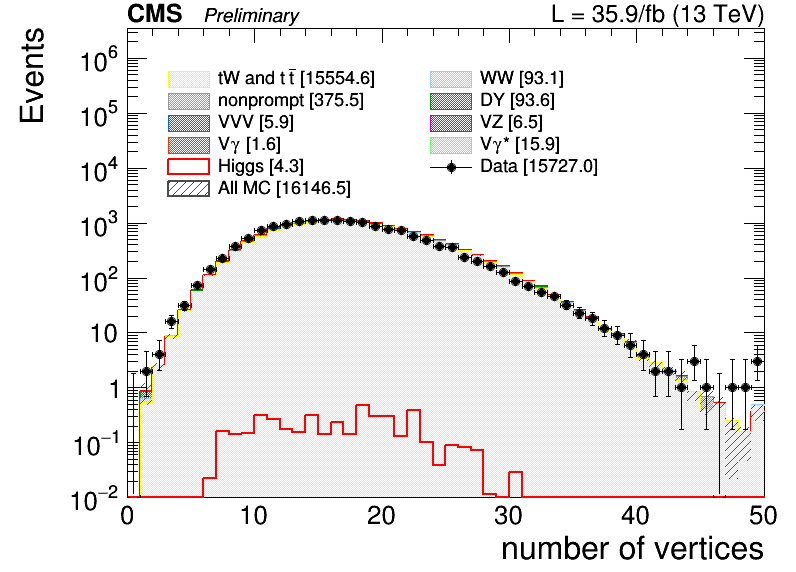 CMS Preliminary L = 35.9/fb (13 TeV)
Events
10⁶
10⁵
10⁴
10³
10²
10
1
10⁻¹
10⁻²
tW and t t̅ [15554.6]
nonprompt [375.5]
VVV [5.9]
Vγ [1.6]
Higgs [4.3]
All MC [16146.5]
WW [93.1]
DY [93.6]
VZ [6.5]
Vγ* [15.9]
Data [15727.0]
0 10 20 30 40 50
number of vertices